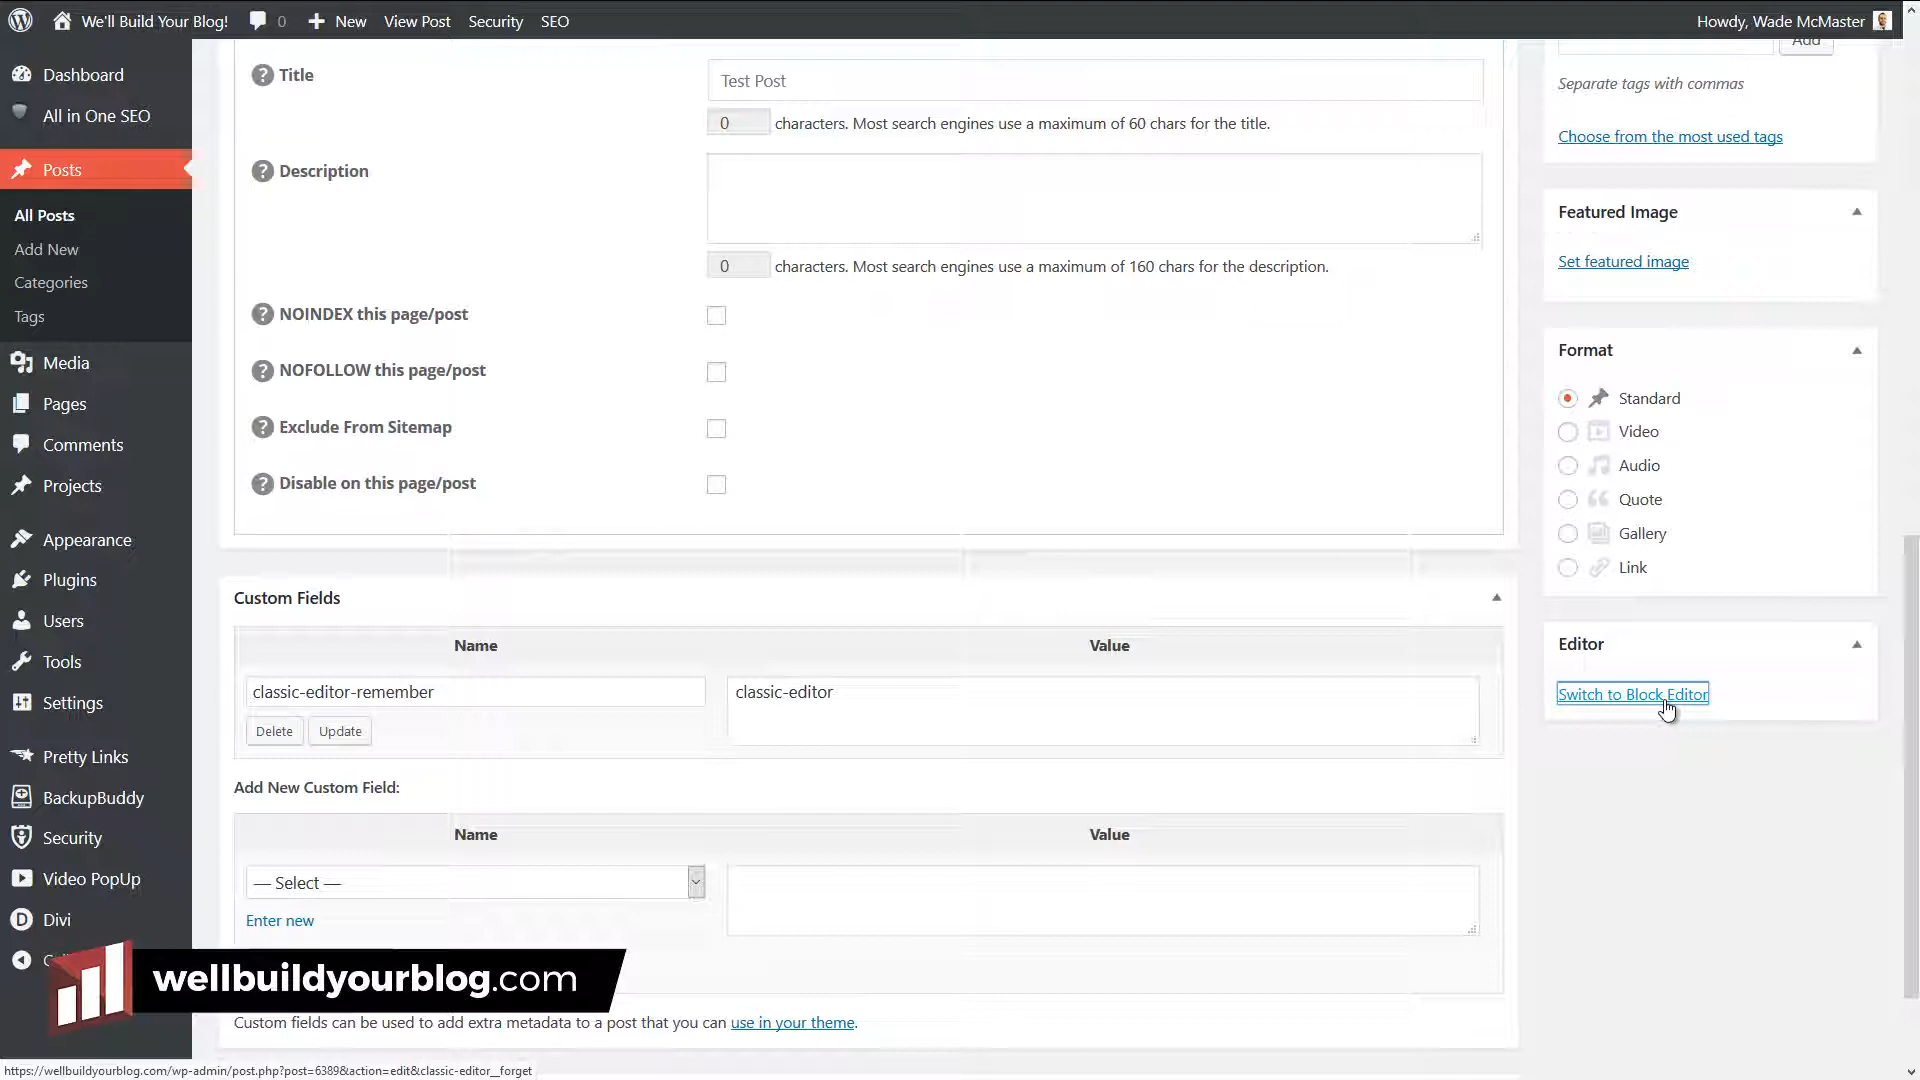 We'll Build Your Blog!
0
New
View Post
Security
SEO
Howdy, Wade McMaster
Dashboard
All in One SEO
Posts
All Posts
Add New
Categories
Tags
Media
Pages
Comments
Projects
Appearance
Plugins
Users
Tools
Settings
Pretty Links
BackupBuddy
Security
Video PopUp
Divi
Title
Test Post
0 characters. Most search engines use a maximum of 60 chars for the title.
Description
0 characters. Most search engines use a maximum of 160 chars for the description.
NOINDEX this page/post
NOFOLLOW this page/post
Exclude From Sitemap
Disable on this page/post
Custom Fields
Name Value
classic-editor-remember classic-editor
Delete Update
Add New Custom Field:
Name Value
— Select —
Enter new
Custom fields can be used to add extra metadata to a post that you can use in your theme.
Add
Separate tags with commas
Choose from the most used tags
Featured Image
Set featured image
Format
Standard
Video
Audio
Quote
Gallery
Link
Editor
Switch to Block Editor
wellbuildyourblog.com
https://wellbuildyourblog.com/wp-admin/post.php?post=6389&action=edit&classic-editor__forget